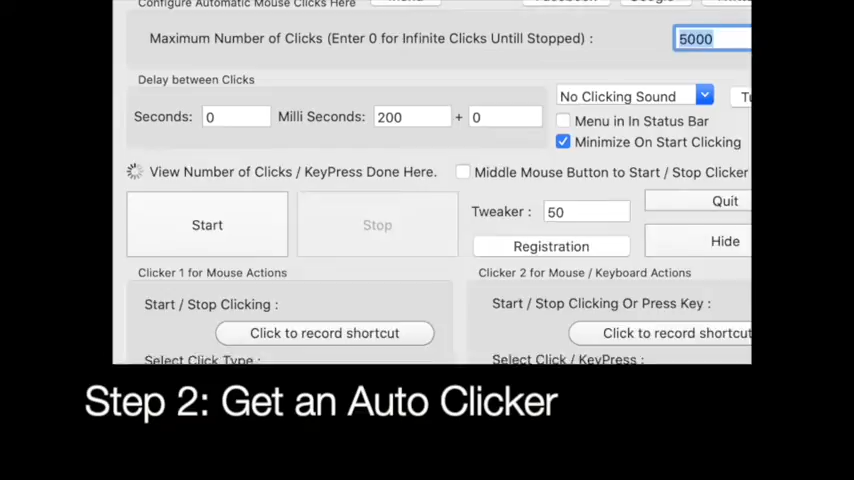 Configure Automatic Mouse Clicks Here
Maximum Number of Clicks (Enter 0 for Infinite Clicks Untill Stopped) : 5000
Delay between Clicks
Seconds: 0 Milli Seconds: 200 + 0
No Clicking Sound
Menu in In Status Bar
Minimize On Start Clicking
View Number of Clicks / KeyPress Done Here. Middle Mouse Button to Start / Stop Clicker
Start Stop Tweaker : 50 Quit
Registration Hide
Clicker 1 for Mouse Actions Clicker 2 for Mouse / Keyboard Actions
Start / Stop Clicking : Start / Stop Clicking Or Press Key :
Click to record shortcut Click to record shortcut
Select Click Type : Select Click / KeyPress :
Step 2: Get an Auto Clicker